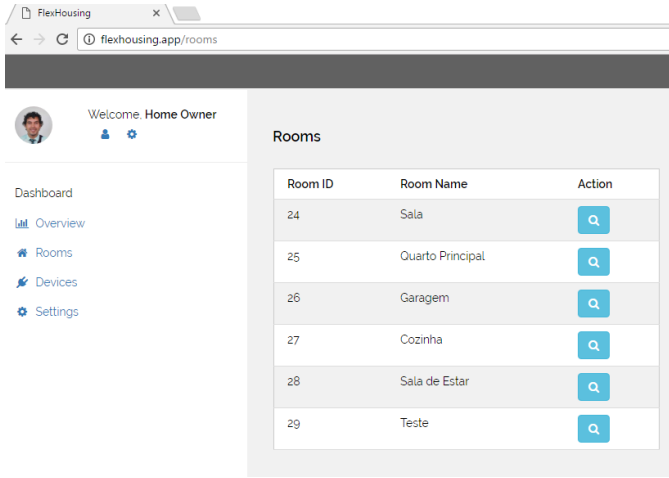 FlexHousing
flexhousing.app/rooms
Welcome, Home Owner
Dashboard
Overview
Rooms
Devices
Settings
Rooms
Room ID Room Name Action
24 Sala
25 Quarto Principal
26 Garagem
27 Cozinha
28 Sala de Estar
29 Teste